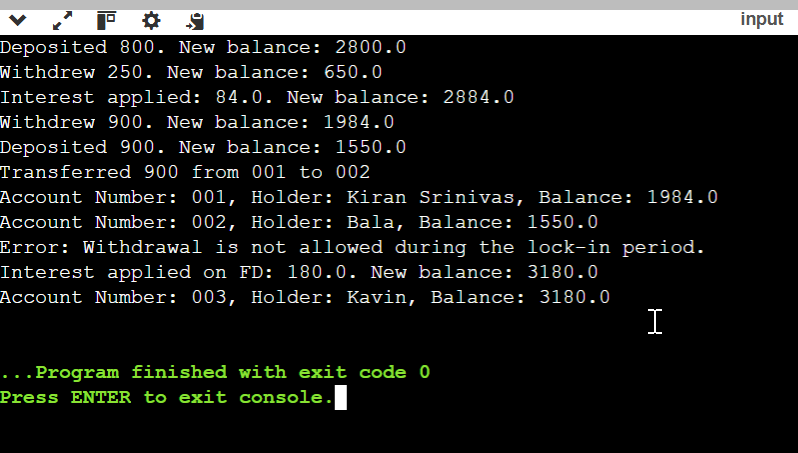 input
Deposited 800. New balance: 2800.0
Withdrew 250. New balance: 650.0
Interest applied: 84.0. New balance: 2884.0
Withdrew 900. New balance: 1984.0
Deposited 900. New balance: 1550.0
Transferred 900 from 001 to 002
Account Number: 001, Holder: Kiran Srinivas, Balance: 1984.0
Account Number: 002, Holder: Bala, Balance: 1550.0
Error: Withdrawal is not allowed during the lock-in period.
Interest applied on FD: 180.0. New balance: 3180.0
Account Number: 003, Holder: Kavin, Balance: 3180.0
...Program finished with exit code 0
Press ENTER to exit console.